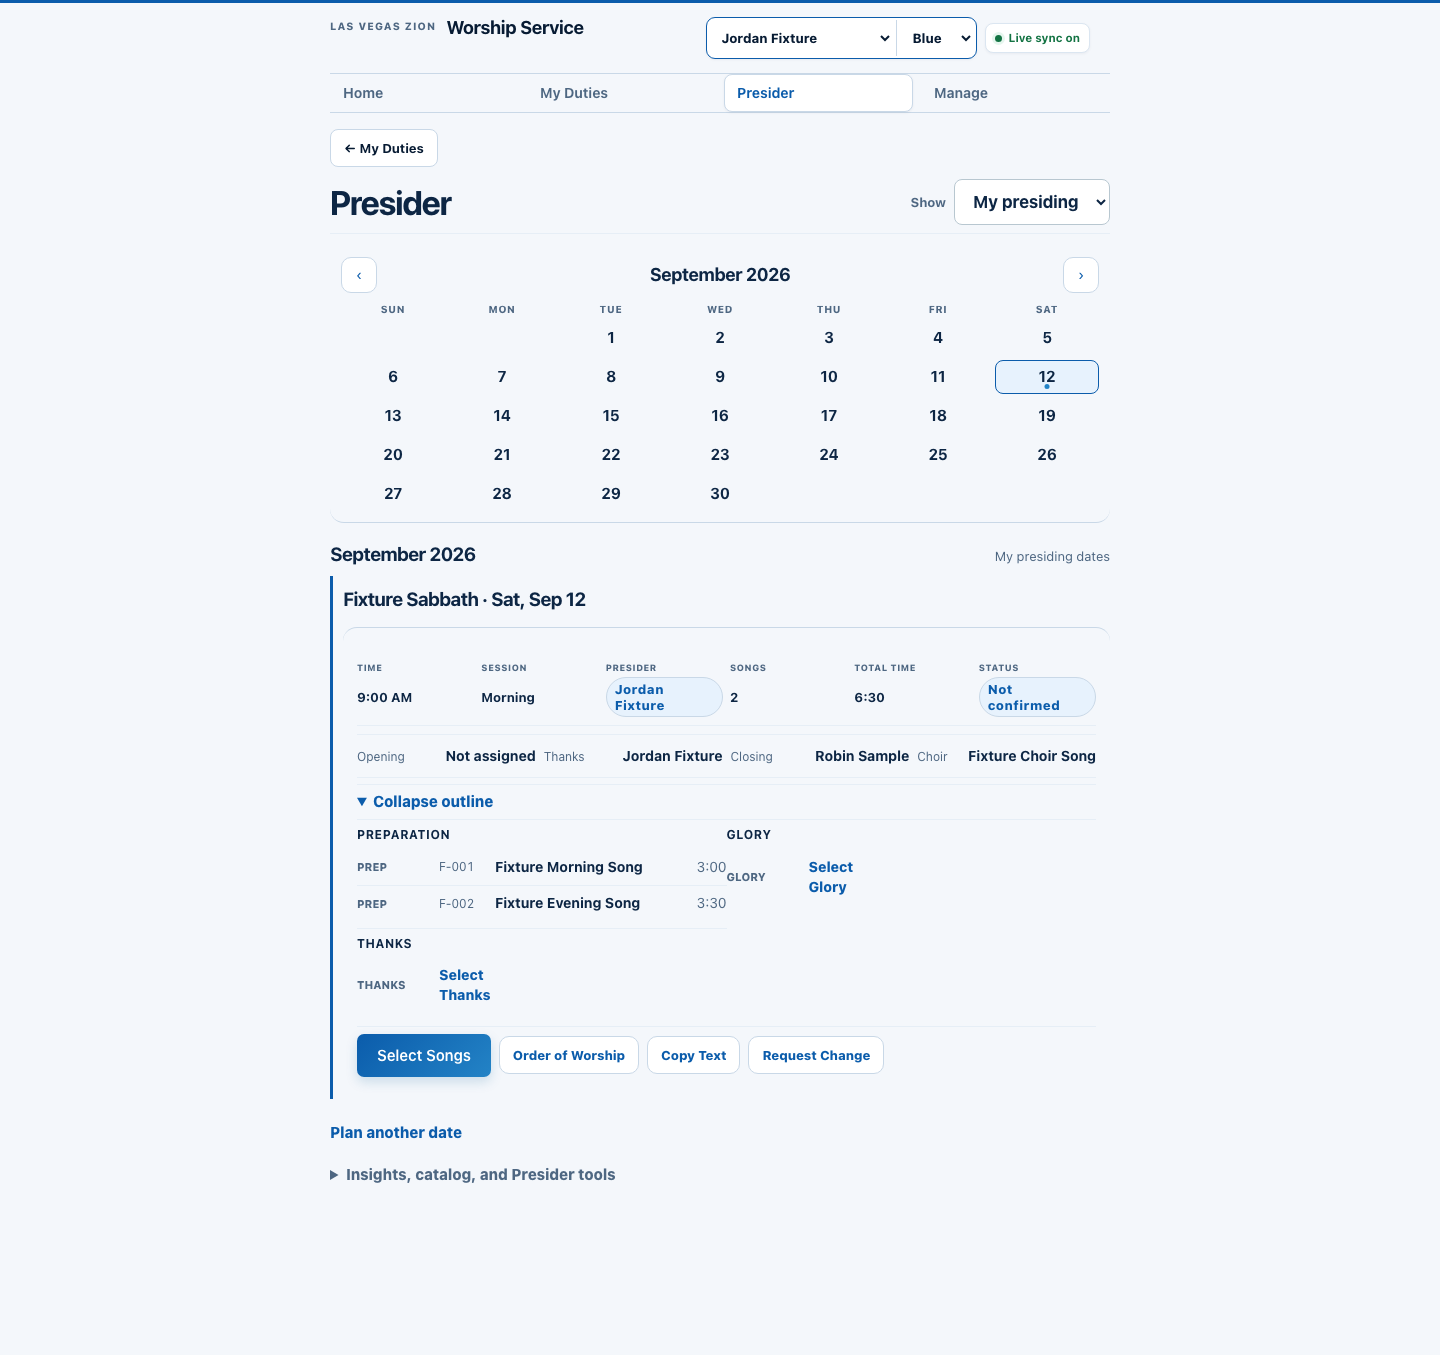 LAS VEGAS ZION Worship Service
Jordan Fixture Blue Live sync on
Home My Duties Presider Manage
← My Duties
Presider
Show My presiding
‹ September 2026 ›
SUN MON TUE WED THU FRI SAT
1 2 3 4 5
6 7 8 9 10 11 12
13 14 15 16 17 18 19
20 21 22 23 24 25 26
27 28 29 30
September 2026 My presiding dates
Fixture Sabbath · Sat, Sep 12
TIME SESSION PRESIDER SONGS TOTAL TIME STATUS
9:00 AM Morning Jordan Fixture 2 6:30 Not confirmed
Opening Not assigned Thanks Jordan Fixture Closing Robin Sample Choir Fixture Choir Song
▼ Collapse outline
PREPARATION
PREP F-001 Fixture Morning Song 3:00
PREP F-002 Fixture Evening Song 3:30
GLORY
GLORY Select Glory
THANKS
THANKS Select Thanks
Select Songs Order of Worship Copy Text Request Change
Plan another date
▶ Insights, catalog, and Presider tools